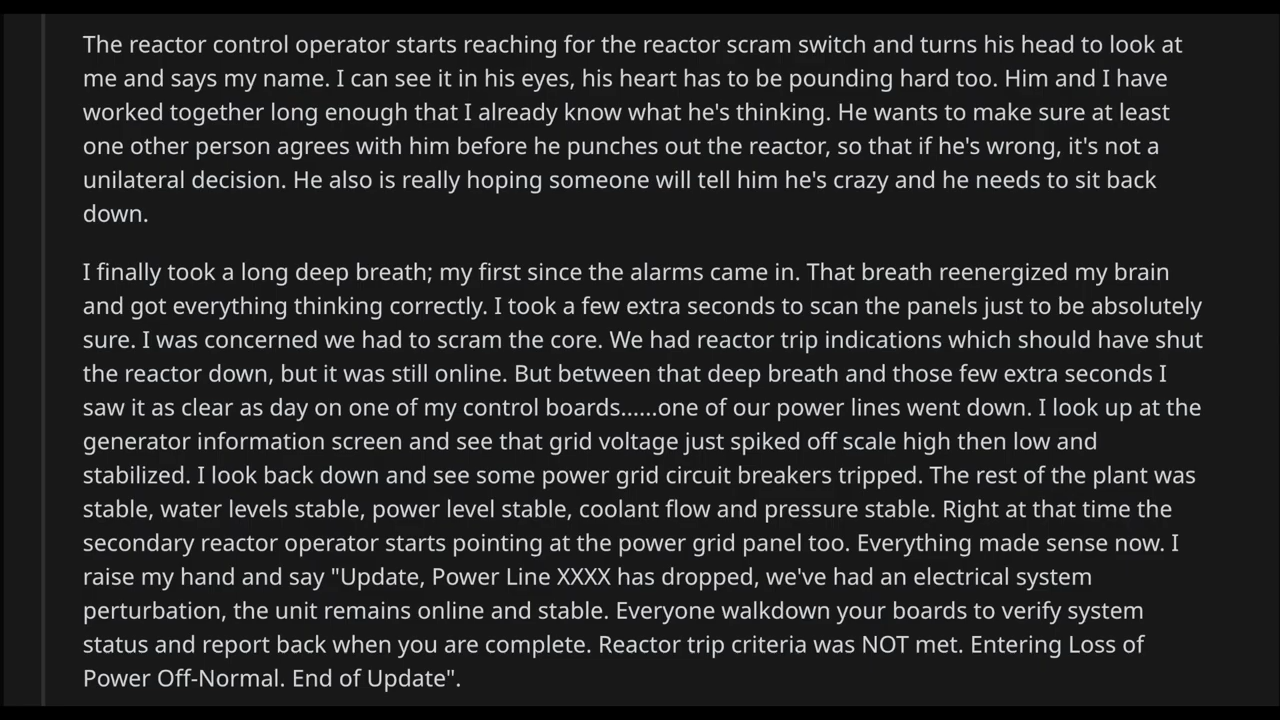 The reactor control operator starts reaching for the reactor scram switch and turns his head to look at
me and says my name. I can see it in his eyes, his heart has to be pounding hard too. Him and I have
worked together long enough that I already know what he's thinking. He wants to make sure at least
one other person agrees with him before he punches out the reactor, so that if he's wrong, it's not a
unilateral decision. He also is really hoping someone will tell him he's crazy and he needs to sit back
down.
I finally took a long deep breath; my first since the alarms came in. That breath reenergized my brain
and got everything thinking correctly. I took a few extra seconds to scan the panels just to be absolutely
sure. I was concerned we had to scram the core. We had reactor trip indications which should have shut
the reactor down, but it was still online. But between that deep breath and those few extra seconds I
saw it as clear as day on one of my control boards......one of our power lines went down. I look up at the
generator information screen and see that grid voltage just spiked off scale high then low and
stabilized. I look back down and see some power grid circuit breakers tripped. The rest of the plant was
stable, water levels stable, power level stable, coolant flow and pressure stable. Right at that time the
secondary reactor operator starts pointing at the power grid panel too. Everything made sense now. I
raise my hand and say "Update, Power Line XXXX has dropped, we've had an electrical system
perturbation, the unit remains online and stable. Everyone walkdown your boards to verify system
status and report back when you are complete. Reactor trip criteria was NOT met. Entering Loss of
Power Off-Normal. End of Update".